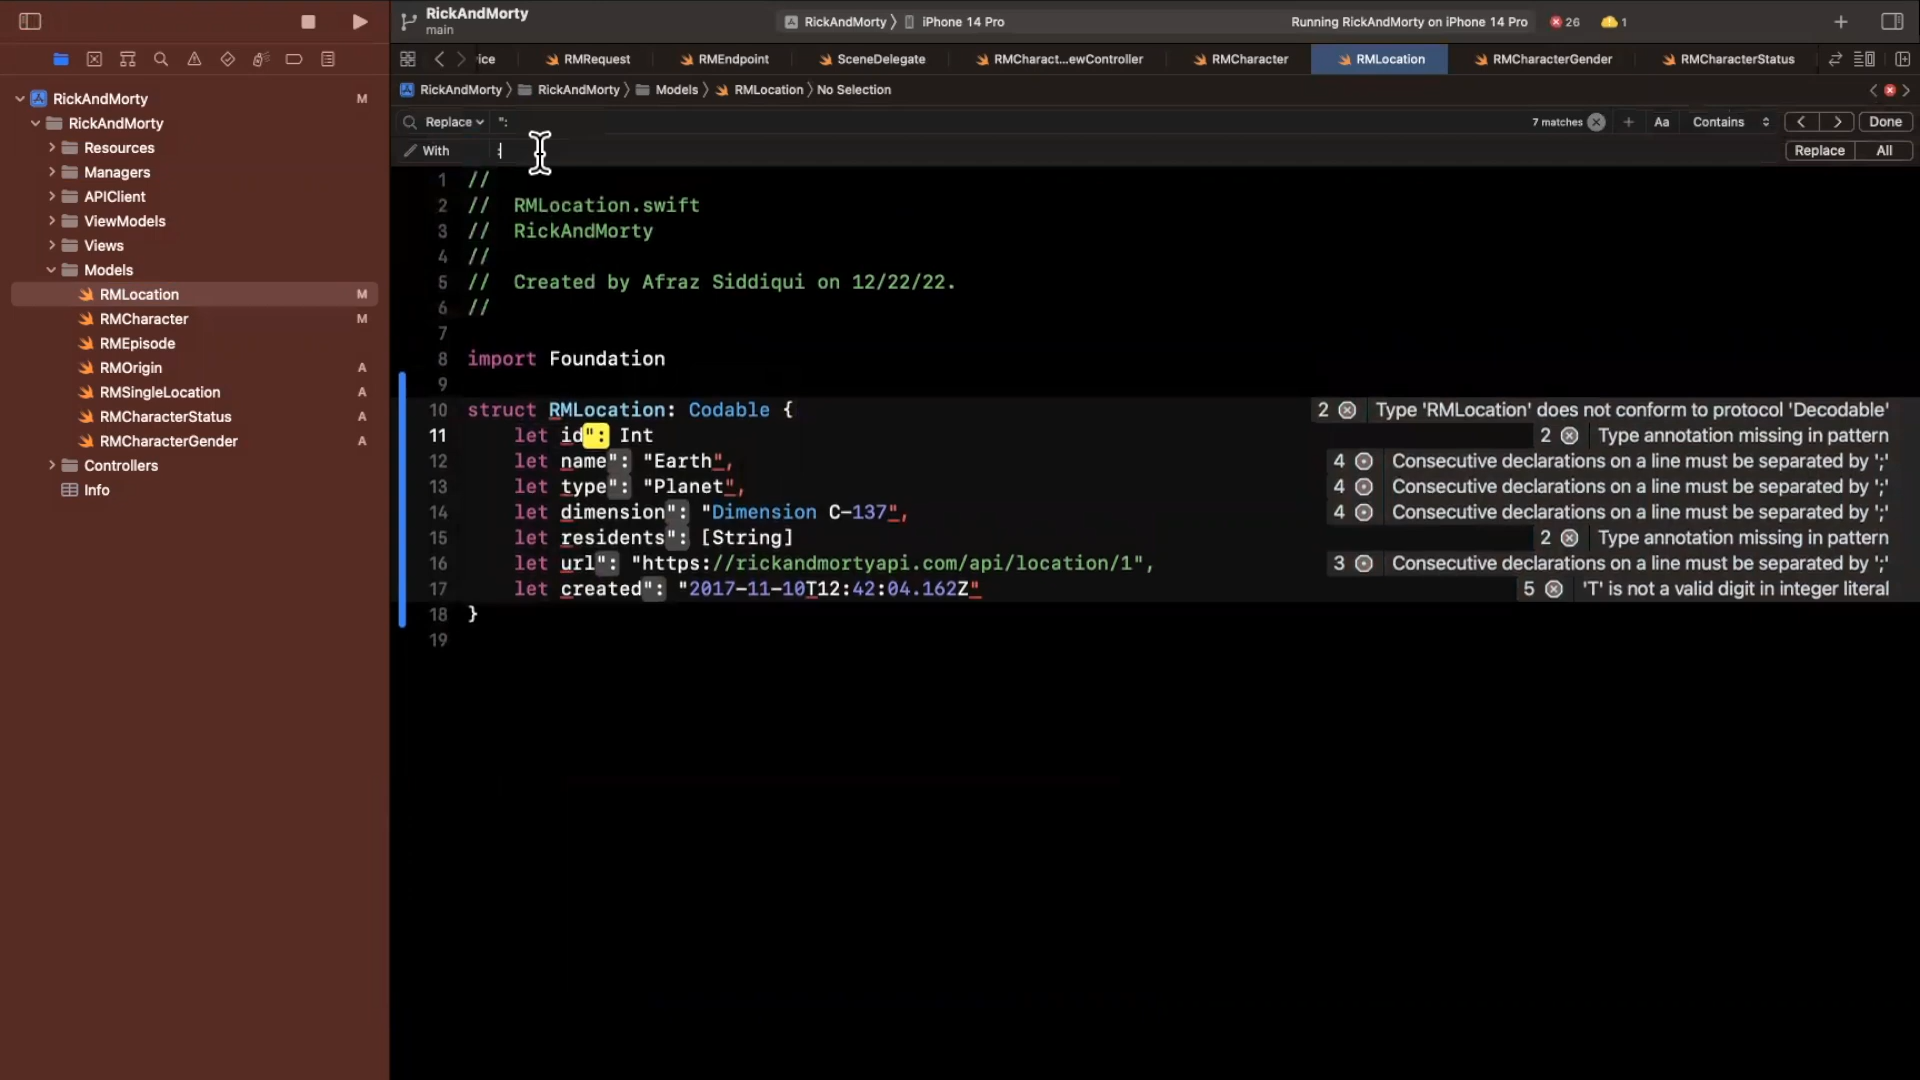 RickAndMorty
main
RickAndMorty 〉 iPhone 14 Pro
Running RickAndMorty on iPhone 14 Pro
26
1
ice
RMRequest
RMEndpoint
SceneDelegate
RMCharact...ewController
RMCharacter
RMLocation
RMCharacterGender
RMCharacterStatus
RickAndMorty 〉 RickAndMorty 〉 Models 〉 RMLocation 〉 No Selection
Replace
":
7 matches
Aa
Contains
Done
With
:
Replace
All
RickAndMorty M
RickAndMorty
Resources
Managers
APIClient
ViewModels
Views
Models
RMLocation M
RMCharacter M
RMEpisode
RMOrigin A
RMSingleLocation A
RMCharacterStatus A
RMCharacterGender A
Controllers
Info
1 //
2 // RMLocation.swift
3 // RickAndMorty
4 //
5 // Created by Afraz Siddiqui on 12/22/22.
6 //
7
8 import Foundation
9
10 struct RMLocation: Codable { 2 Type 'RMLocation' does not conform to protocol 'Decodable'
11 let id": Int 2 Type annotation missing in pattern
12 let name": "Earth", 4 Consecutive declarations on a line must be separated by ';'
13 let type": "Planet", 4 Consecutive declarations on a line must be separated by ';'
14 let dimension": "Dimension C-137", 4 Consecutive declarations on a line must be separated by ';'
15 let residents": [String] 2 Type annotation missing in pattern
16 let url": "https://rickandmortyapi.com/api/location/1", 3 Consecutive declarations on a line must be separated by ';'
17 let created": "2017-11-10T12:42:04.162Z" 5 'T' is not a valid digit in integer literal
18 }
19